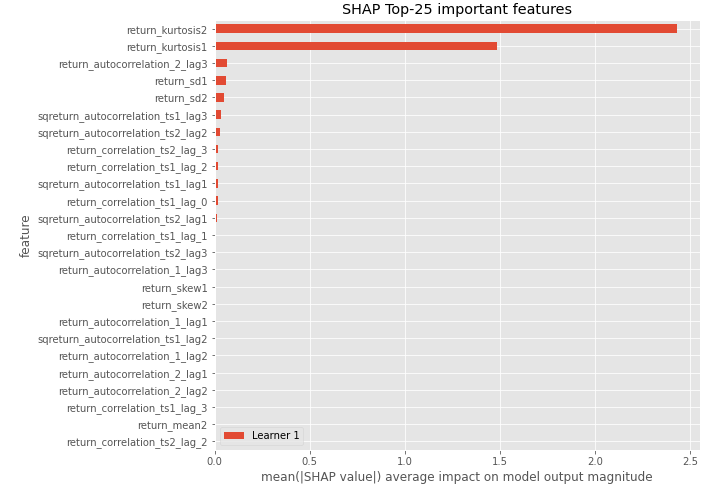 SHAP Top-25 important features
return_kurtosis2
return_kurtosis1
return_autocorrelation_2_lag3
return_sd1
return_sd2
sqreturn_autocorrelation_ts1_lag3
sqreturn_autocorrelation_ts2_lag2
return_correlation_ts2_lag_3
return_correlation_ts1_lag_2
sqreturn_autocorrelation_ts1_lag1
return_correlation_ts1_lag_0
sqreturn_autocorrelation_ts2_lag1
return_correlation_ts1_lag_1
sqreturn_autocorrelation_ts2_lag3
return_autocorrelation_1_lag3
return_skew1
return_skew2
return_autocorrelation_1_lag1
sqreturn_autocorrelation_ts1_lag2
return_autocorrelation_1_lag2
return_autocorrelation_2_lag1
return_autocorrelation_2_lag2
return_correlation_ts1_lag_3
return_mean2
return_correlation_ts2_lag_2
feature
Learner 1
0.0 0.5 1.0 1.5 2.0 2.5
mean(|SHAP value|) average impact on model output magnitude